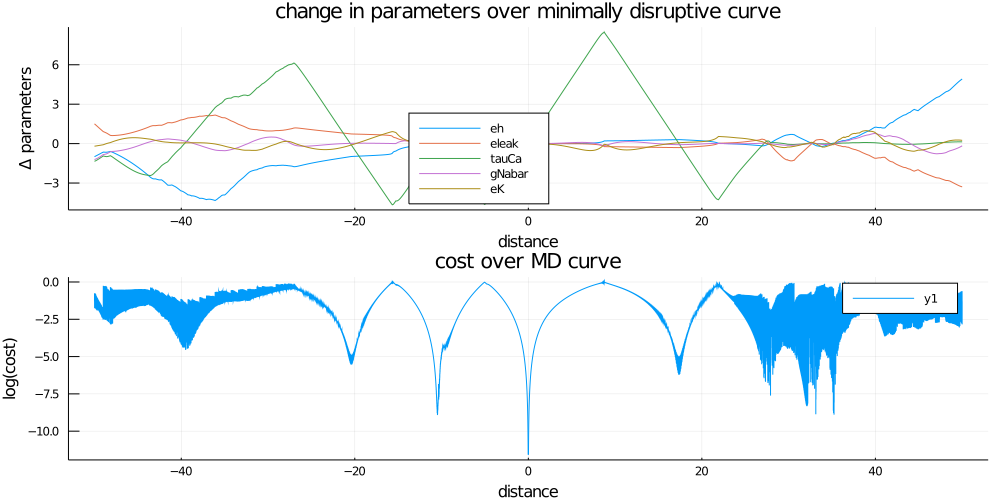 change in parameters over minimally disruptive curve
Δ parameters
6
3
0
−3
eh
eleak
tauCa
gNabar
eK
−40
−20
0
20
40
distance
cost over MD curve
log(cost)
0.0
−2.5
−5.0
−7.5
−10.0
y1
−40
−20
0
20
40
distance